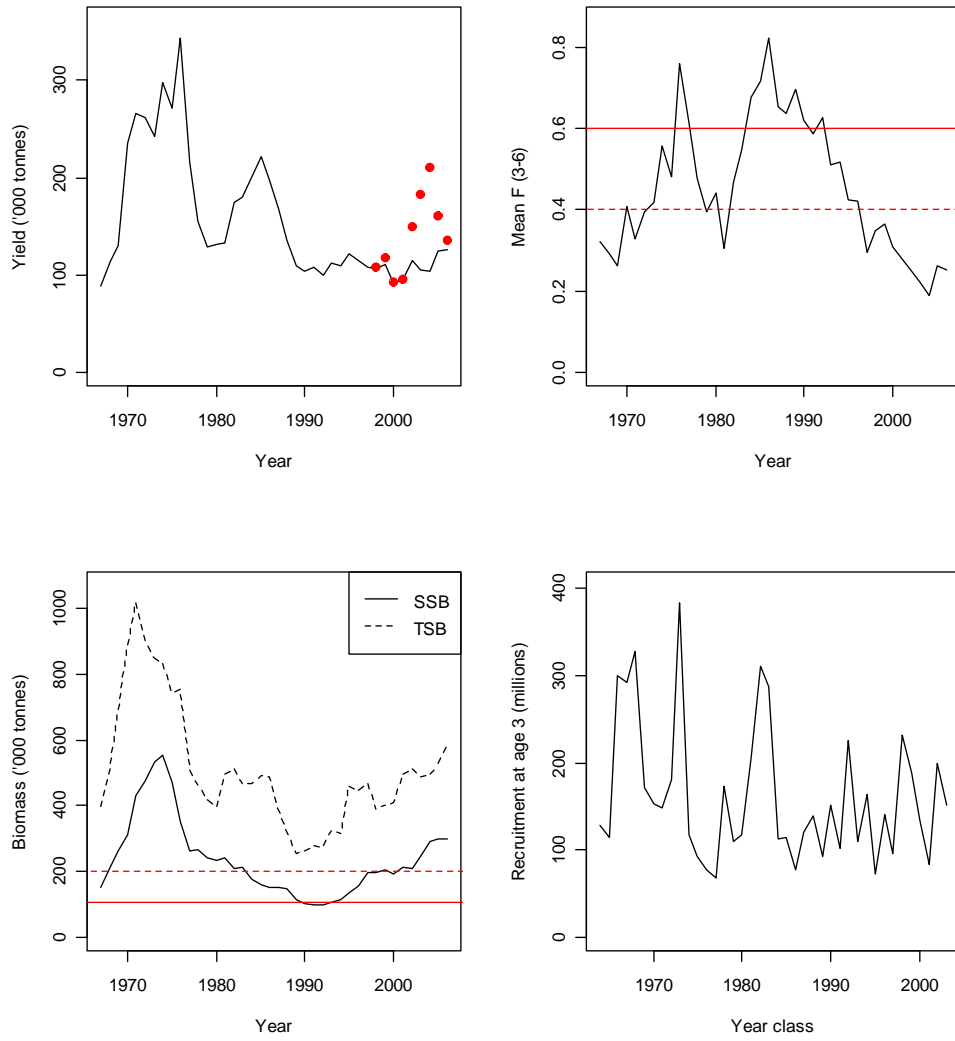 Yield ('000 tonnes)
0 100 200 300
1970 1980 1990 2000
Year
Mean F (3-6)
0.0 0.2 0.4 0.6 0.8
1970 1980 1990 2000
Year
Biomass ('000 tonnes)
0 200 400 600 800 1000
SSB
TSB
1970 1980 1990 2000
Year
Recruitment at age 3 (millions)
0 100 200 300 400
1970 1980 1990 2000
Year class